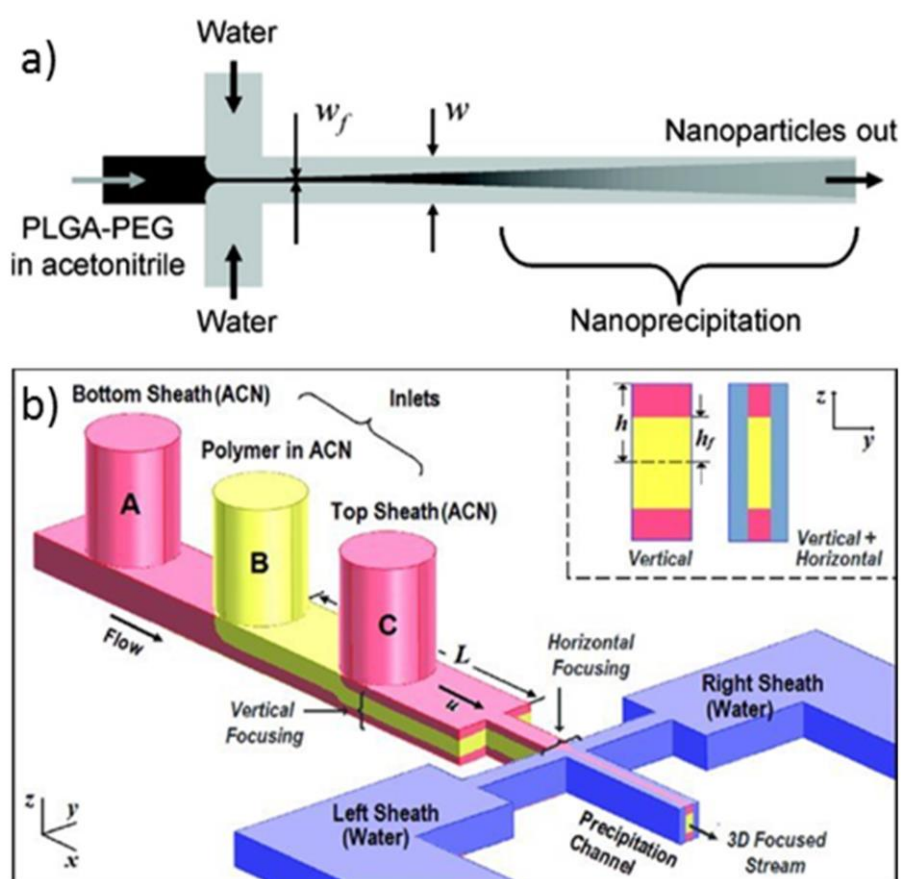 a)
Water
w_f
w
Nanoparticles out
PLGA-PEG
in acetonitrile
Water
Nanoprecipitation
b)
Bottom Sheath (ACN)
Inlets
Polymer in ACN
Top Sheath (ACN)
A
B
C
Flow
L
u
Vertical
Focusing
Horizontal
Focusing
h
h_f
z
y
Vertical
Vertical +
Horizontal
Right Sheath
(Water)
Left Sheath
(Water)
Precipitation
Channel
3D Focused
Stream
z
y
x